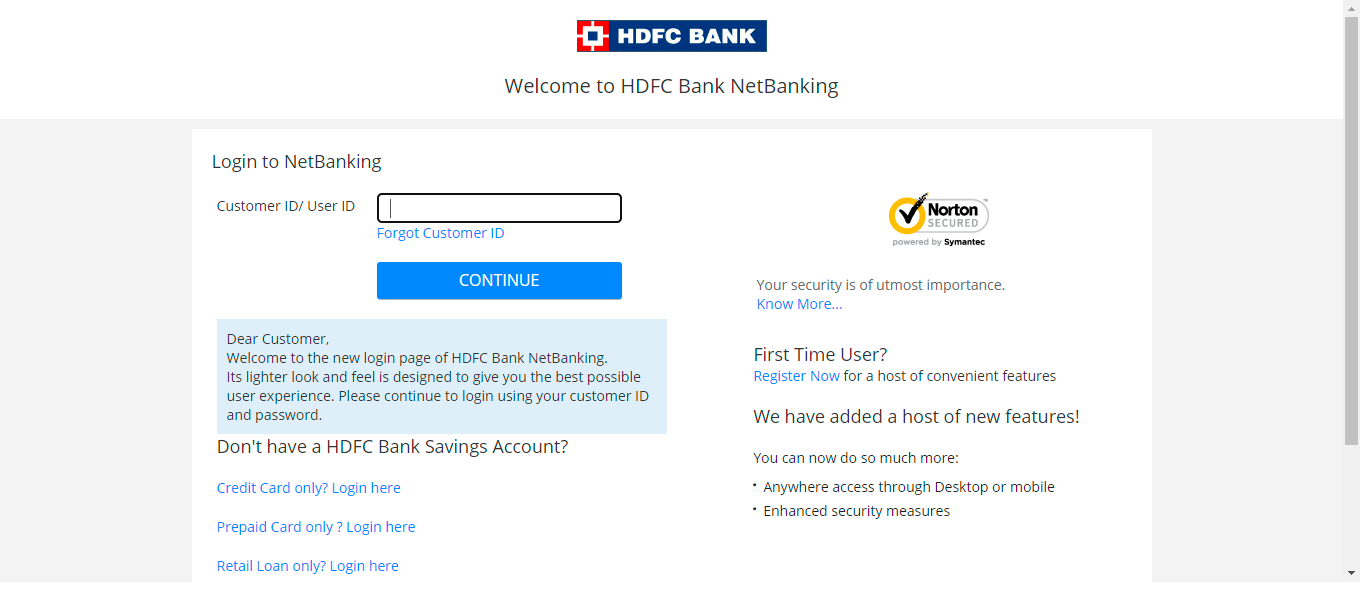 HDFC BANK
Welcome to HDFC Bank NetBanking
Login to NetBanking
Customer ID/ User ID
Forgot Customer ID
CONTINUE
Dear Customer,
Welcome to the new login page of HDFC Bank NetBanking.
Its lighter look and feel is designed to give you the best possible
user experience. Please continue to login using your customer ID
and password.
Don't have a HDFC Bank Savings Account?
Credit Card only? Login here
Prepaid Card only ? Login here
Retail Loan only? Login here
Norton
SECURED
powered by Symantec
Your security is of utmost importance.
Know More...
First Time User?
Register Now for a host of convenient features
We have added a host of new features!
You can now do so much more:
• Anywhere access through Desktop or mobile
• Enhanced security measures